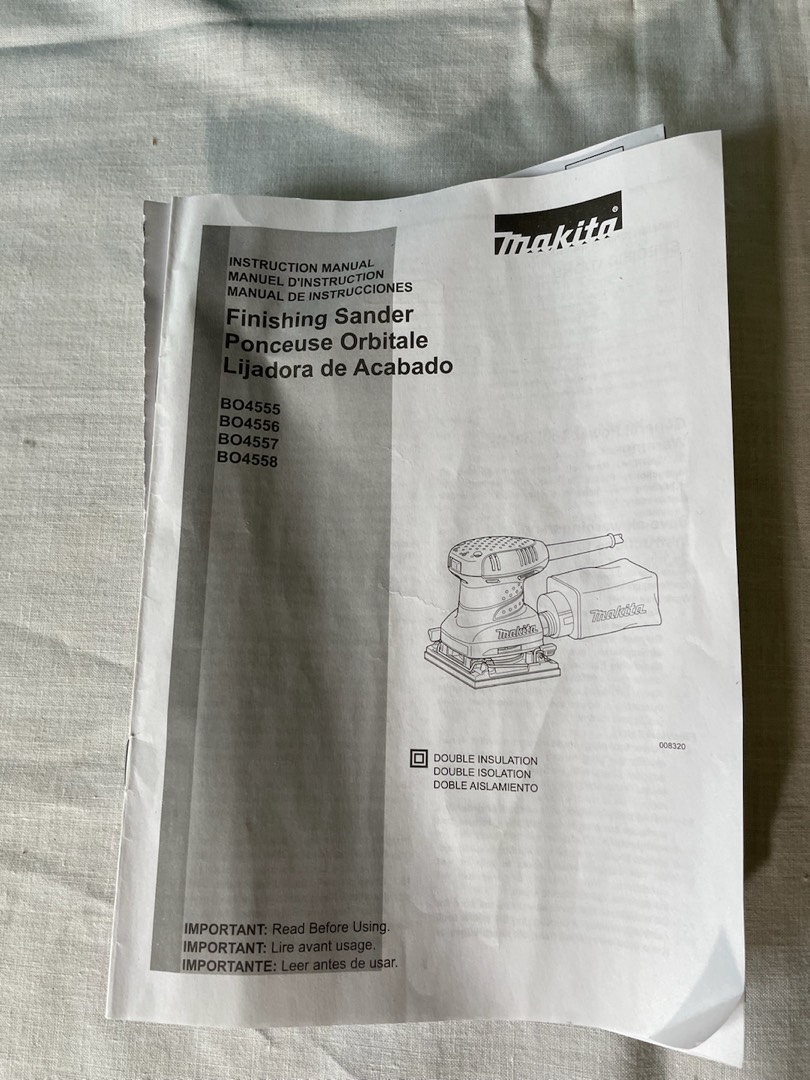 Makita®
INSTRUCTION MANUAL
MANUEL D'INSTRUCTION
MANUAL DE INSTRUCCIONES
Finishing Sander
Ponceuse Orbitale
Lijadora de Acabado
BO4555
BO4556
BO4557
BO4558
Makita
Makita
008320
DOUBLE INSULATION
DOUBLE ISOLATION
DOBLE AISLAMIENTO
IMPORTANT: Read Before Using.
IMPORTANT: Lire avant usage.
IMPORTANTE: Leer antes de usar.